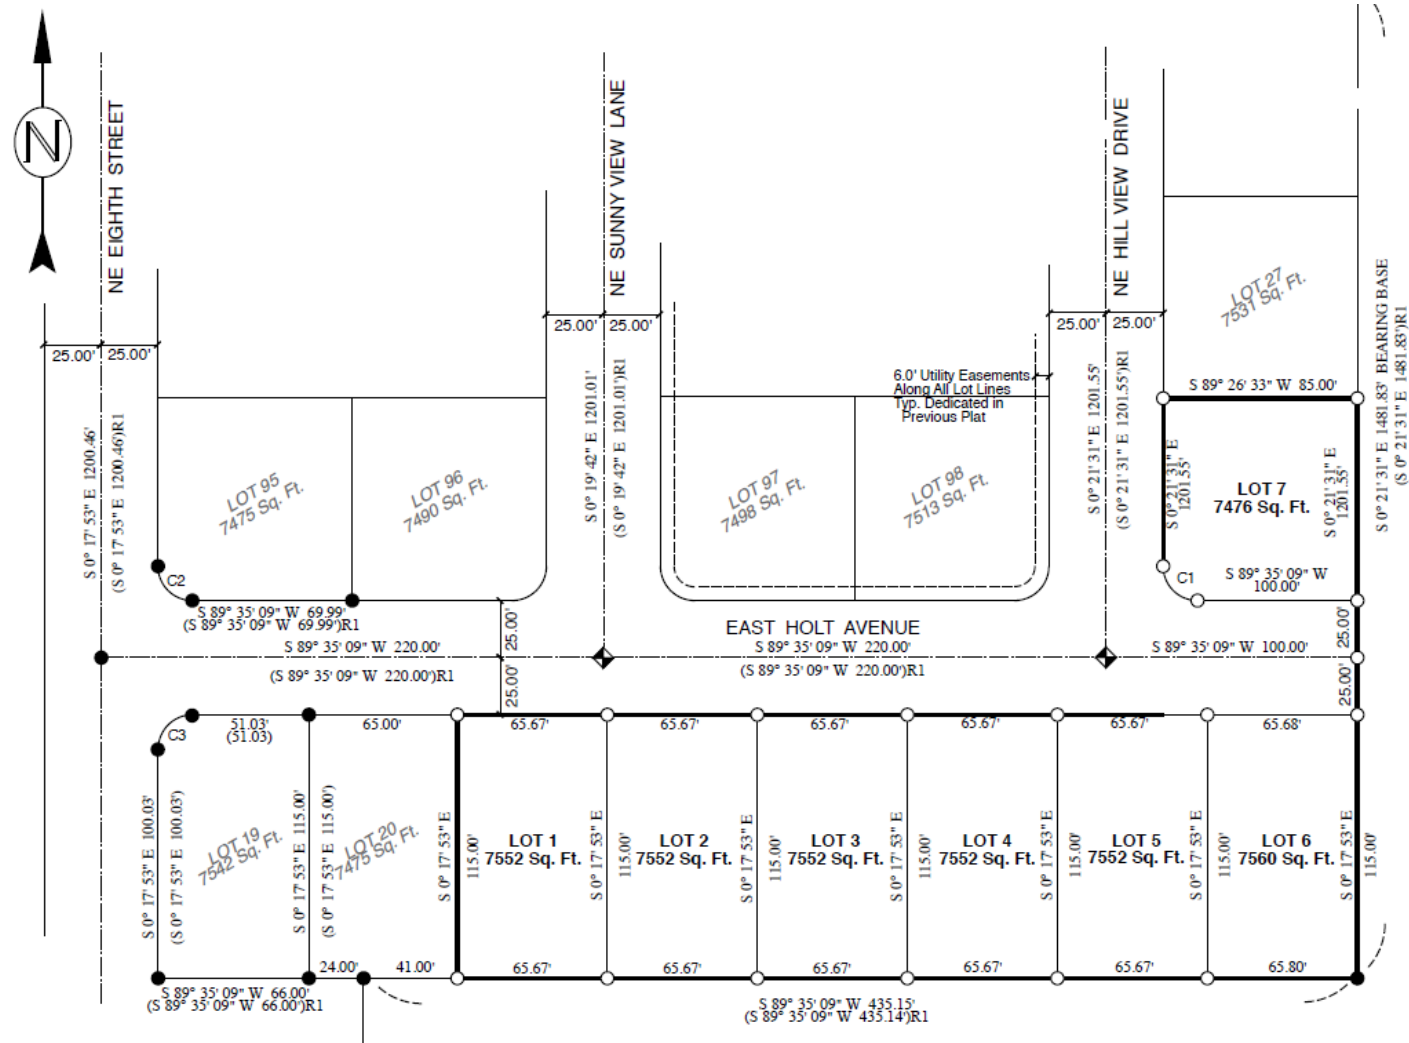 N
NE EIGHTH STREET
NE SUNNY VIEW LANE
NE HILL VIEW DRIVE
25.00'
25.00'
25.00'
25.00'
25.00'
25.00'
S 0° 17' 53" E 1200.46'
(S 0° 17' 53" E 1200.46)R1
S 0° 19' 42" E 1201.01'
(S 0° 19' 42" E 1201.01')R1
S 0° 21' 31" E 1201.55'
(S 0° 21' 31" E 1201.55')R1
S 0° 21' 31" E 1481.83' BEARING BASE
(S 0° 21' 31" E 1481.83')R1
LOT 27
7531 Sq. Ft.
6.0' Utility Easements
Along All Lot Lines
Typ. Dedicated in
Previous Plat
S 89° 26' 33" W 85.00'
LOT 95
7475 Sq. Ft.
LOT 96
7490 Sq. Ft.
LOT 97
7498 Sq. Ft.
LOT 98
7513 Sq. Ft.
S 0° 21' 31" E
1201.55'
LOT 7
7476 Sq. Ft.
S 0° 21' 31" E
1201.55'
C2
C1
S 89° 35' 09" W
100.00'
S 89° 35' 09" W 69.99'
(S 89° 35' 09" W 69.99')R1
25.00'
EAST HOLT AVENUE
25.00'
S 89° 35' 09" W 220.00'
S 89° 35' 09" W 220.00'
S 89° 35' 09" W 100.00'
(S 89° 35' 09" W 220.00')R1
(S 89° 35' 09" W 220.00')R1
25.00'
25.00'
C3
51.03'
(51.03)
65.00'
65.67'
65.67'
65.67'
65.67'
65.67'
65.68'
S 0° 17' 53" E 100.03'
(S 0° 17' 53" E 100.03')
LOT 19
7542 Sq. Ft.
S 0° 17' 53" E 115.00'
(S 0° 17' 53" E 115.00')
LOT 20
7475 Sq. Ft.
S 0° 17' 53" E
115.00'
LOT 1
7552 Sq. Ft.
S 0° 17' 53" E
115.00'
LOT 2
7552 Sq. Ft.
S 0° 17' 53" E
115.00'
LOT 3
7552 Sq. Ft.
S 0° 17' 53" E
115.00'
LOT 4
7552 Sq. Ft.
S 0° 17' 53" E
115.00'
LOT 5
7552 Sq. Ft.
S 0° 17' 53" E
115.00'
LOT 6
7560 Sq. Ft.
S 0° 17' 53" E
115.00'
24.00'
41.00'
65.67'
65.67'
65.67'
65.67'
65.67'
65.80'
S 89° 35' 09" W 66.00'
(S 89° 35' 09" W 66.00')R1
S 89° 35' 09" W 435.15'
(S 89° 35' 09" W 435.14')R1